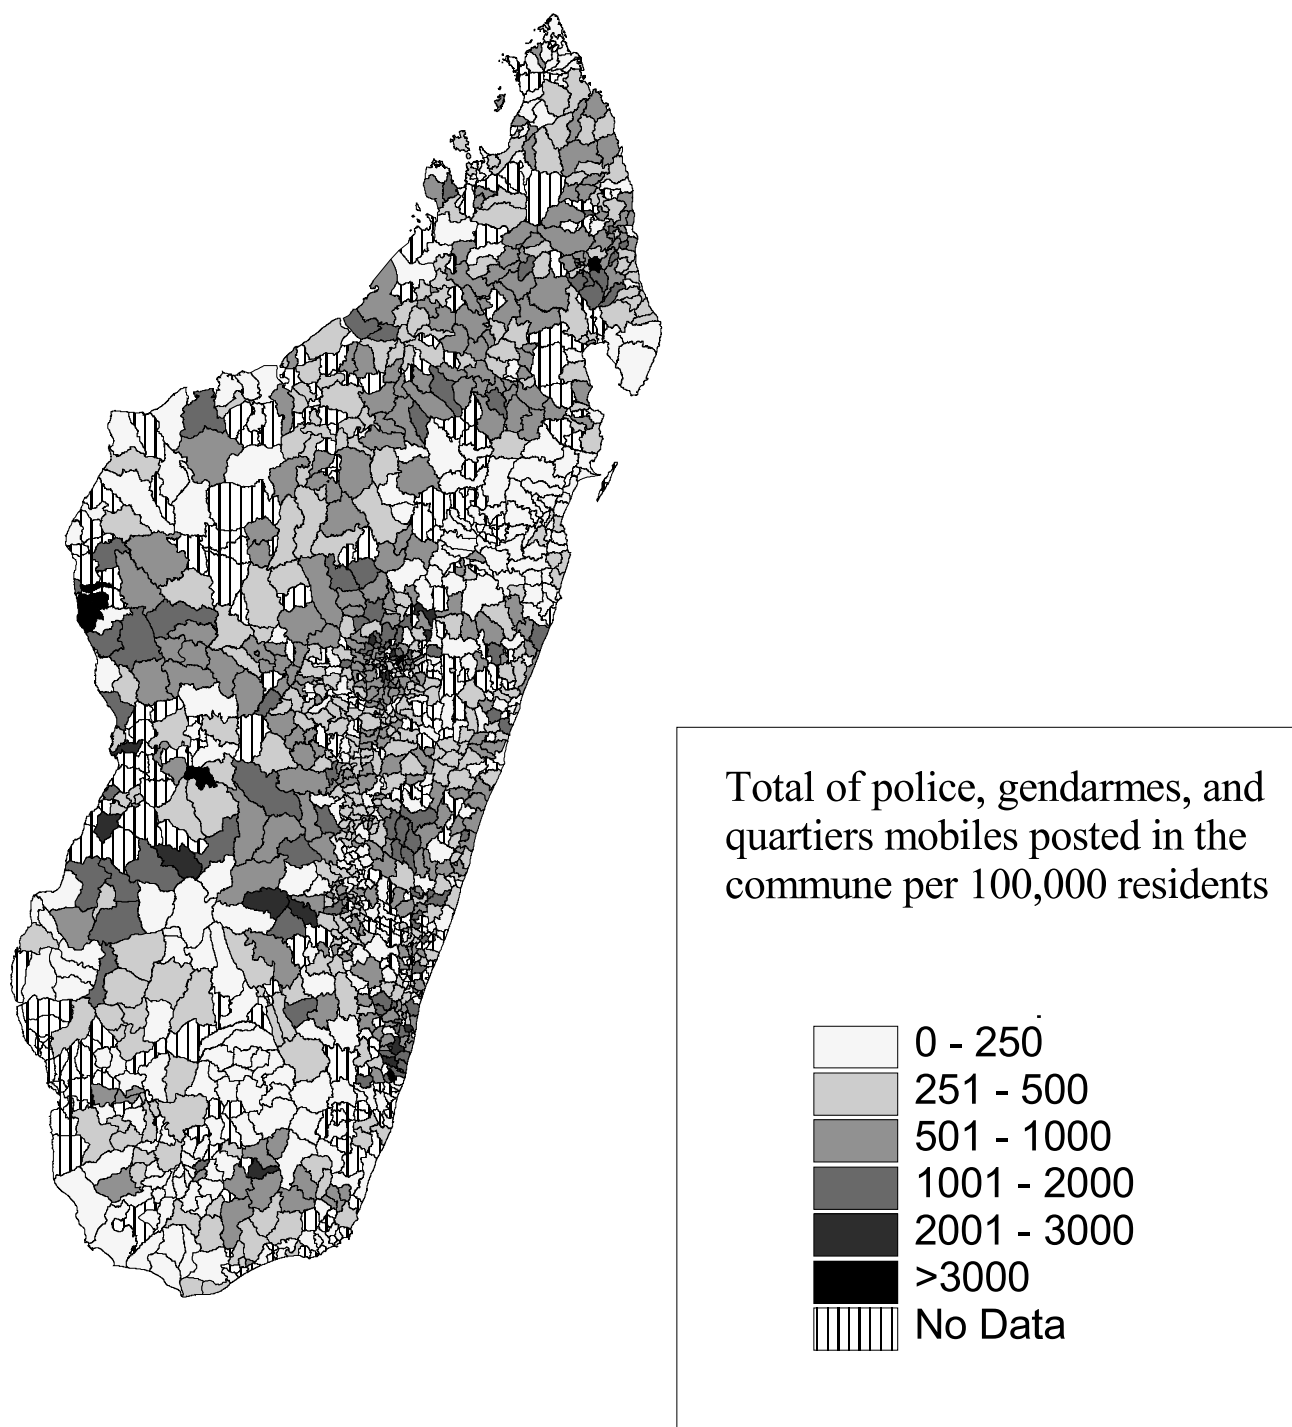 Total of police, gendarmes, and
quartiers mobiles posted in the
commune per 100,000 residents
0 - 250
251 - 500
501 - 1000
1001 - 2000
2001 - 3000
>3000
No Data